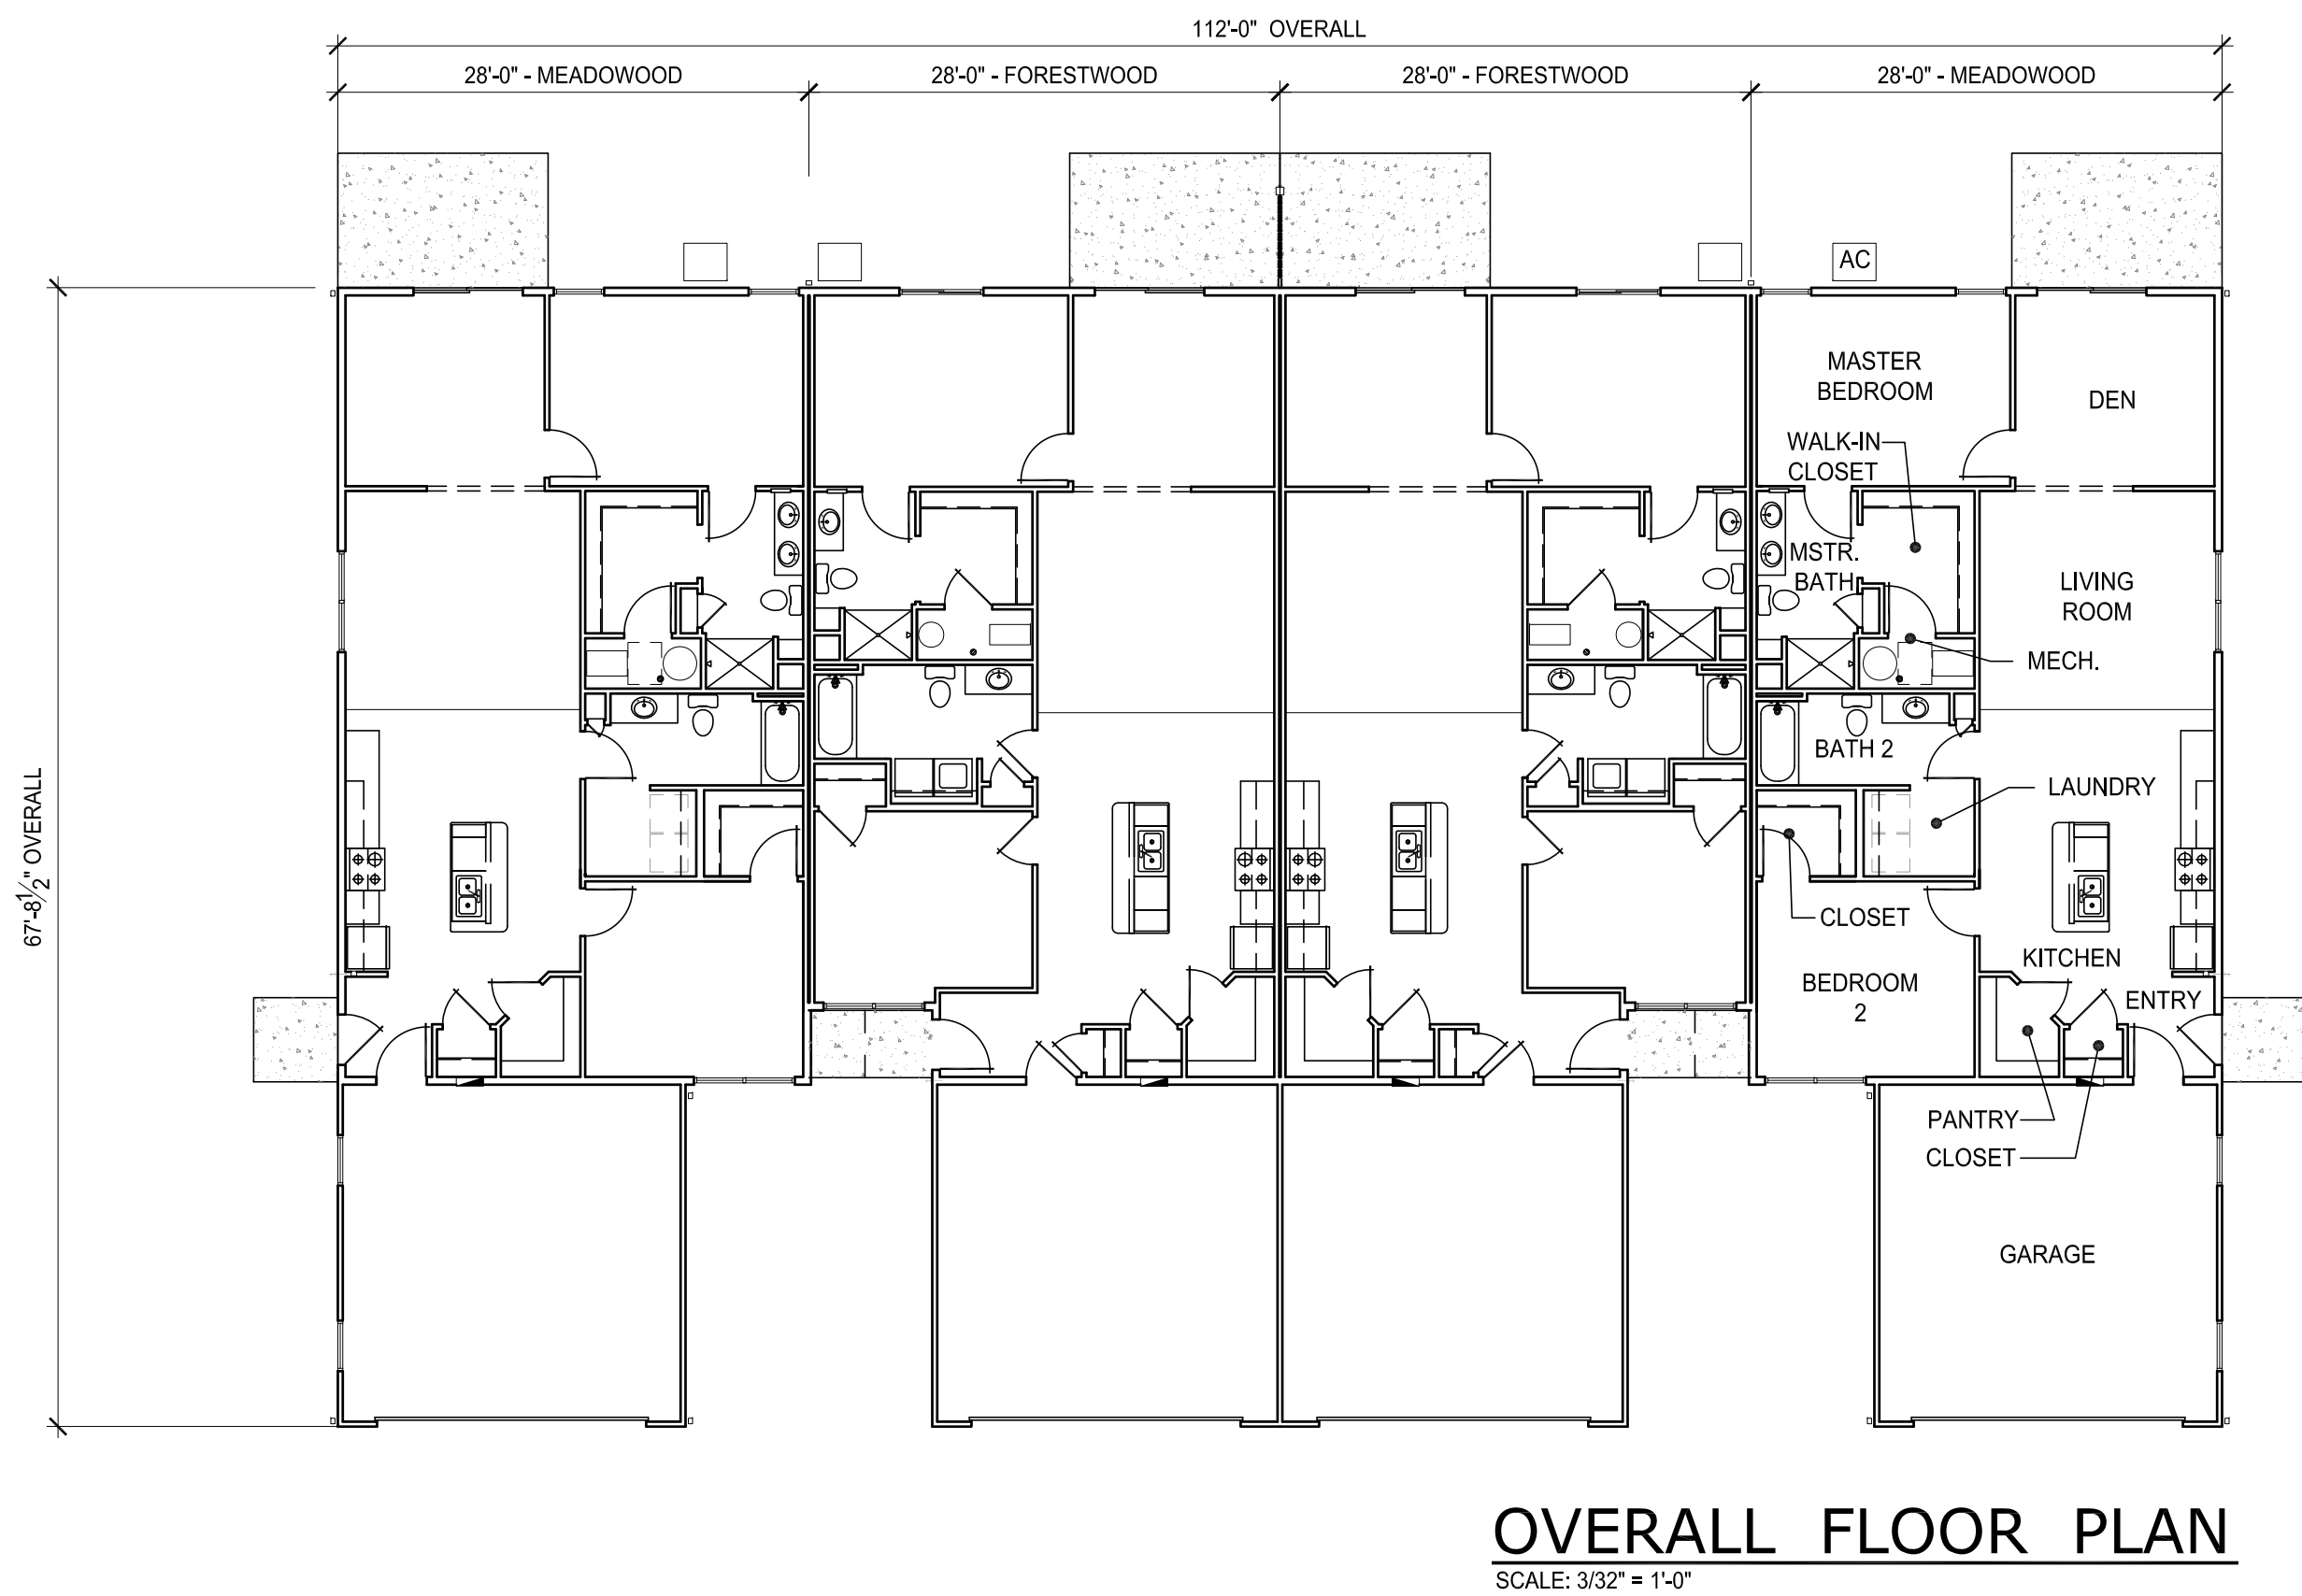 112'-0" OVERALL
28'-0" - MEADOWOOD
28'-0" - FORESTWOOD
28'-0" - FORESTWOOD
28'-0" - MEADOWOOD
AC
MASTER
BEDROOM
DEN
WALK-IN
CLOSET
MSTR.
BATH
LIVING
ROOM
MECH.
BATH 2
LAUNDRY
67'-8 1/2" OVERALL
CLOSET
KITCHEN
BEDROOM
2
ENTRY
PANTRY
CLOSET
GARAGE
OVERALL FLOOR PLAN
SCALE: 3/32" = 1'-0"